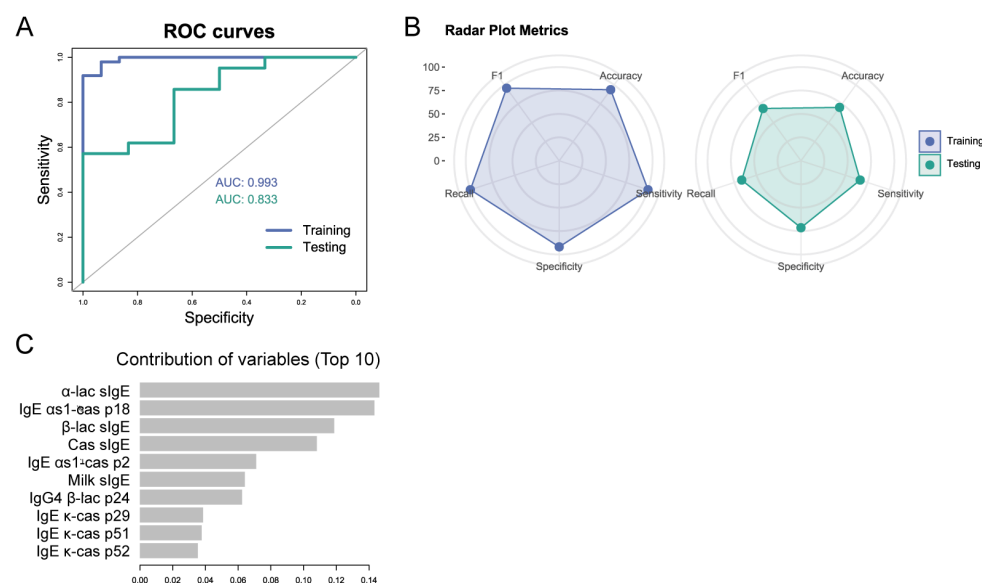 A
ROC curves
1.0
0.8
0.6
0.4
0.2
0.0
Sensitivity
AUC: 0.993
AUC: 0.833
Training
Testing
1.0
0.8
0.6
0.4
0.2
0.0
Specificity
B
Radar Plot Metrics
100
75
50
25
0
F1
Accuracy
Recall
Sensitivity
Specificity
F1
Accuracy
Recall
Sensitivity
Specificity
Training
Testing
C
Contribution of variables (Top 10)
α-lac sIgE
IgE αs1-cas p18
β-lac sIgE
Cas sIgE
IgE αs1-cas p2
Milk sIgE
IgG4 β-lac p24
IgE κ-cas p29
IgE κ-cas p51
IgE κ-cas p52
0.00
0.02
0.04
0.06
0.08
0.10
0.12
0.14